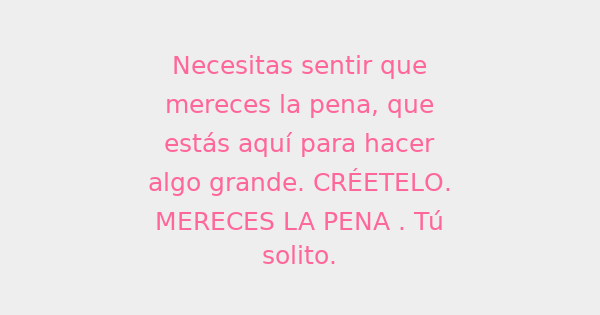 Necesitas sentir que
mereces la pena, que
estás aquí para hacer
algo grande. CRÉETELO.
MERECES LA PENA . Tú
solito.